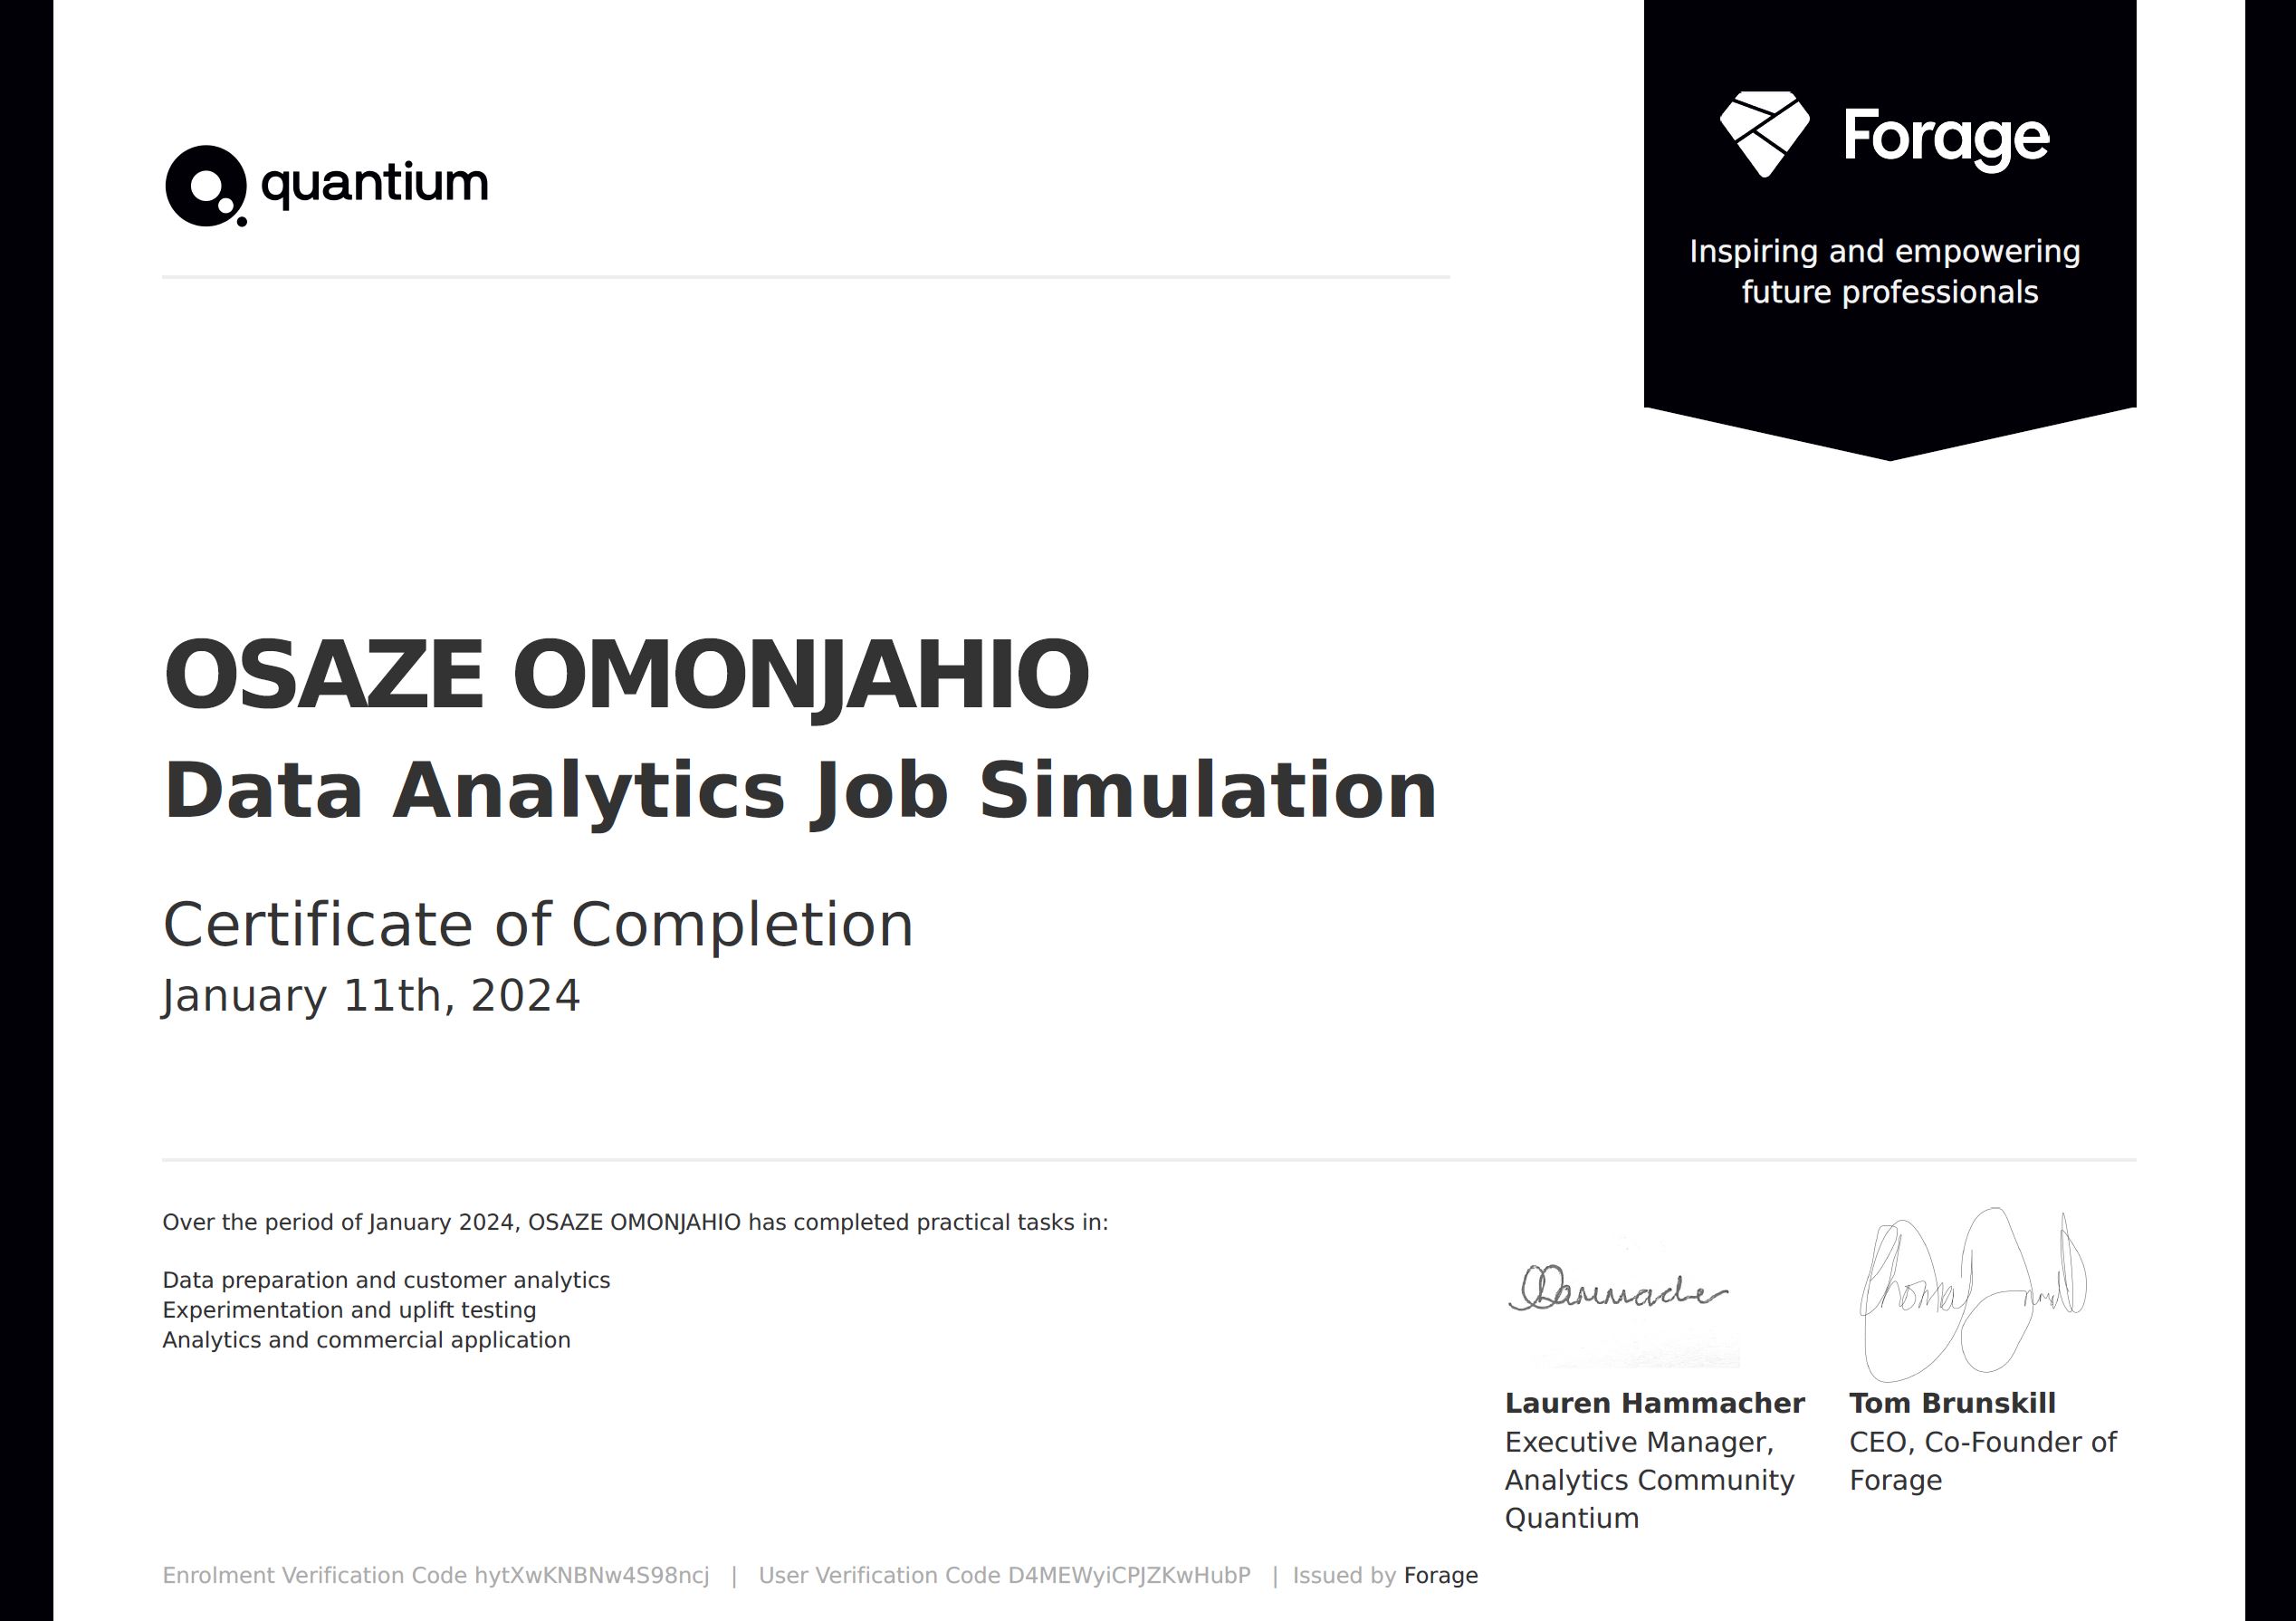 quantium
Forage
Inspiring and empowering
future professionals
OSAZE OMONJAHIO
Data Analytics Job Simulation
Certificate of Completion
January 11th, 2024
Over the period of January 2024, OSAZE OMONJAHIO has completed practical tasks in:
Data preparation and customer analytics
Experimentation and uplift testing
Analytics and commercial application
Lauren Hammacher
Executive Manager,
Analytics Community
Quantium
Tom Brunskill
CEO, Co-Founder of
Forage
Enrolment Verification Code hytXwKNBNw4S98ncj | User Verification Code D4MEWyiCPJZKwHubP | Issued by Forage